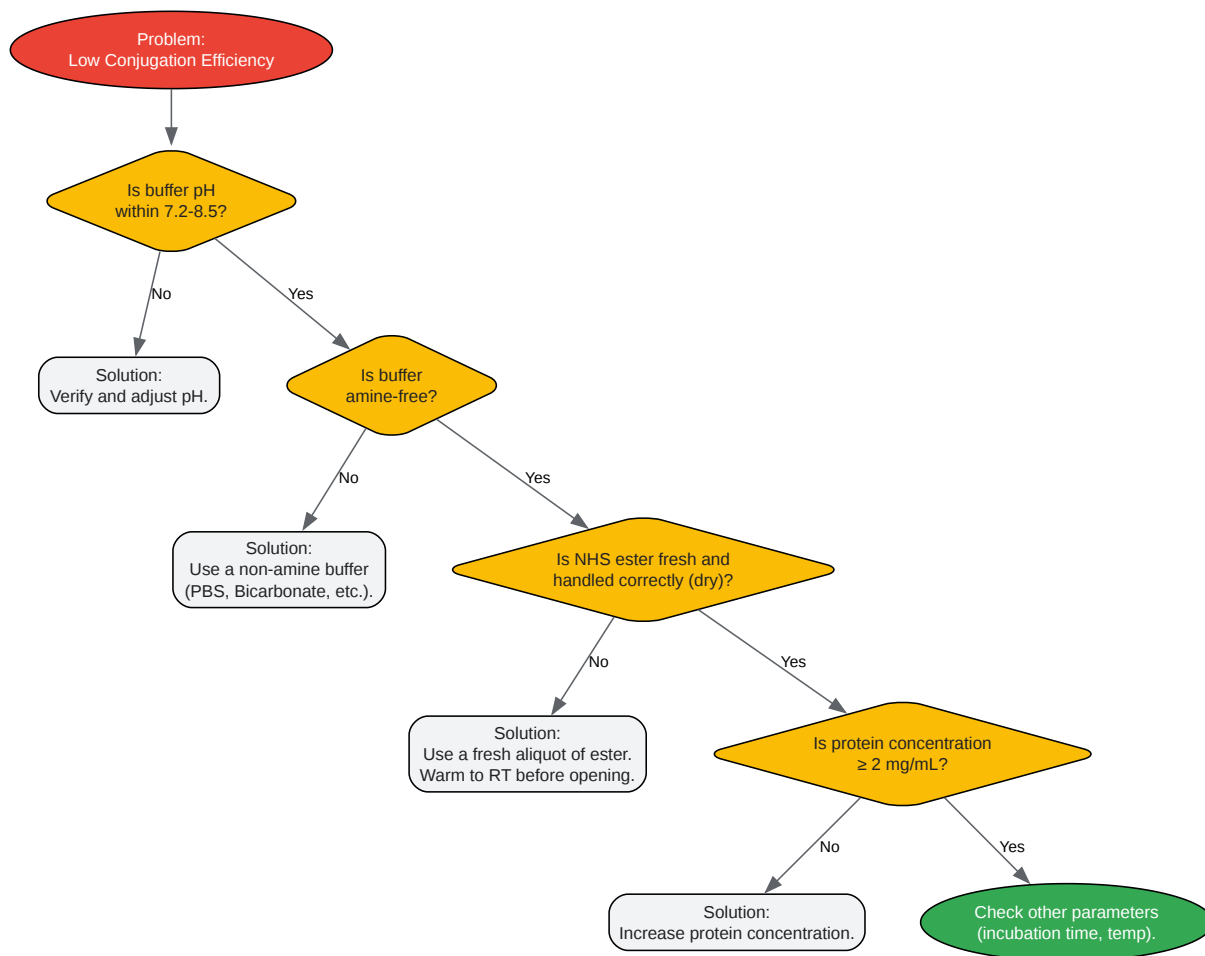 Problem:
Low Conjugation Efficiency
Is buffer pH
within 7.2-8.5?
No
Yes
Solution:
Verify and adjust pH.
Is buffer
amine-free?
No
Yes
Solution:
Use a non-amine buffer
(PBS, Bicarbonate, etc.).
Is NHS ester fresh and
handled correctly (dry)?
No
Yes
Solution:
Use a fresh aliquot of ester.
Warm to RT before opening.
Is protein concentration
≥ 2 mg/mL?
No
Yes
Solution:
Increase protein concentration.
Check other parameters
(incubation time, temp).